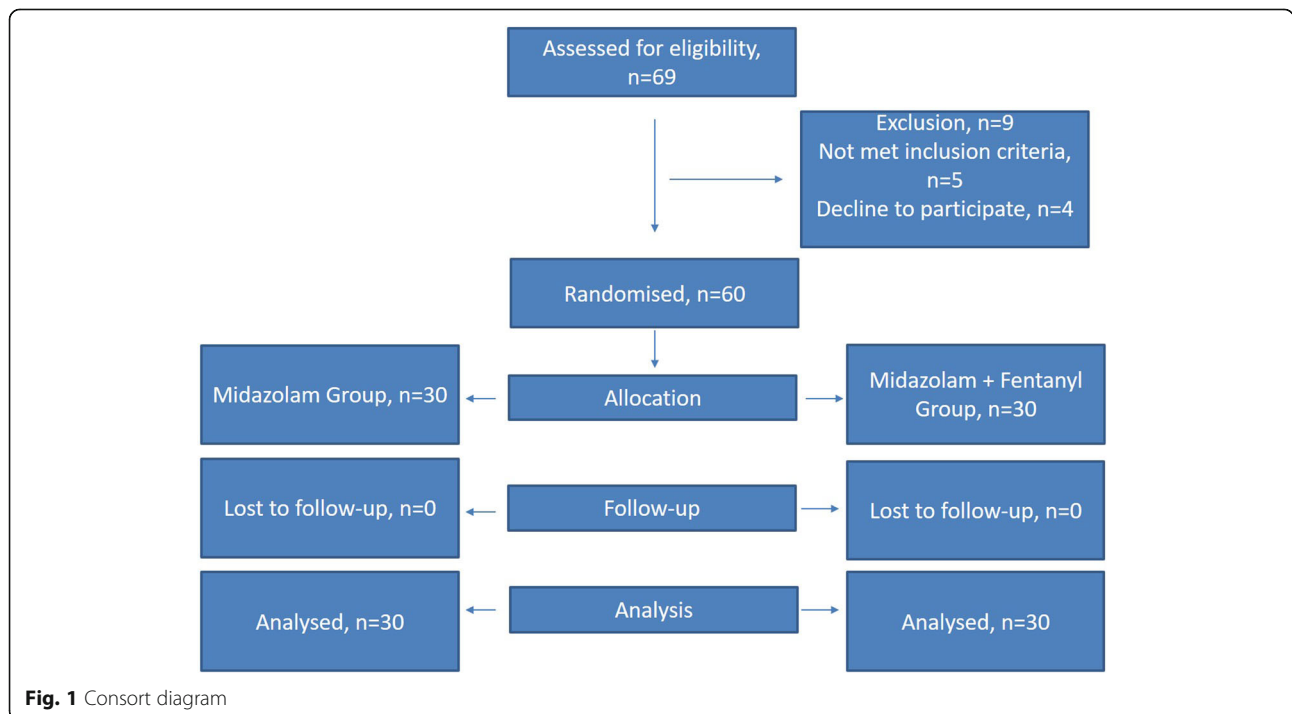 Assessed for eligibility,
n=69
Exclusion, n=9
Not met inclusion criteria,
n=5
Decline to participate, n=4
Randomised, n=60
Midazolam Group, n=30
Allocation
Midazolam + Fentanyl
Group, n=30
Lost to follow-up, n=0
Follow-up
Lost to follow-up, n=0
Analysed, n=30
Analysis
Analysed, n=30
Fig. 1 Consort diagram